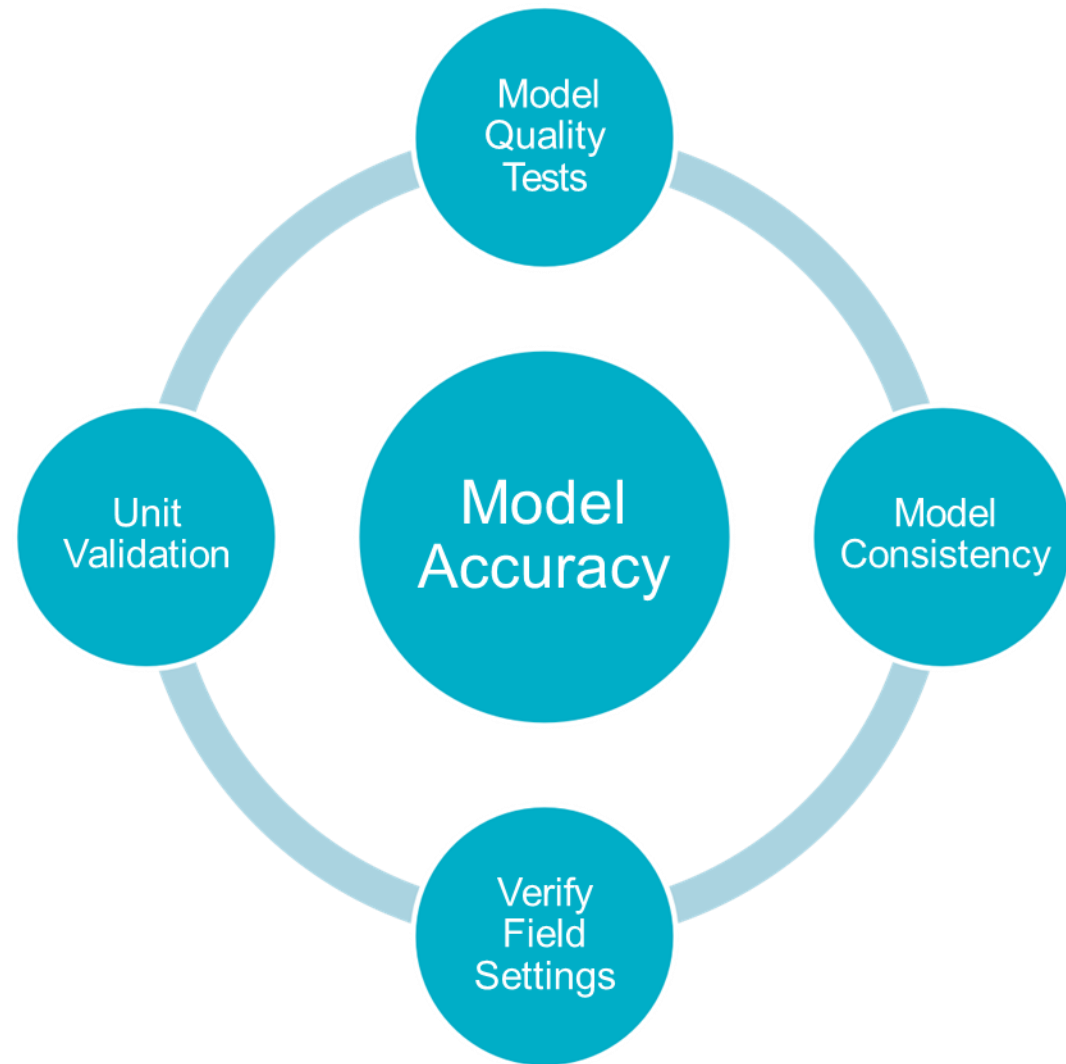 Model
Quality
Tests
Unit
Validation
Model
Accuracy
Model
Consistency
Verify
Field
Settings